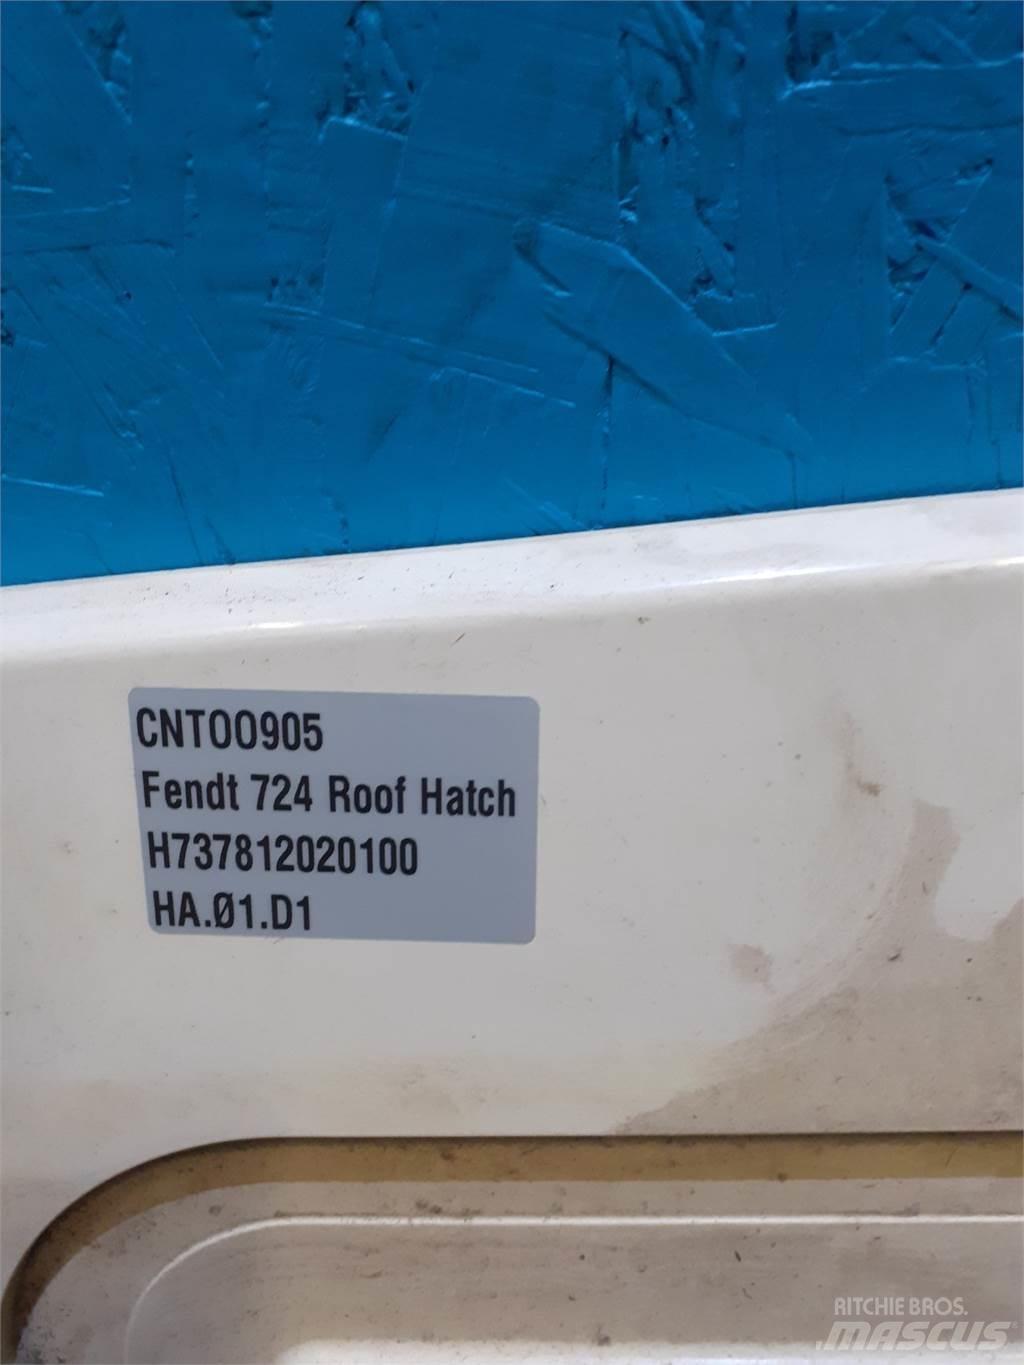 CNTOO905
Fendt 724 Roof Hatch
H737812020100
HA.Ø1.D1
RITCHIE BROS.
MASCUS